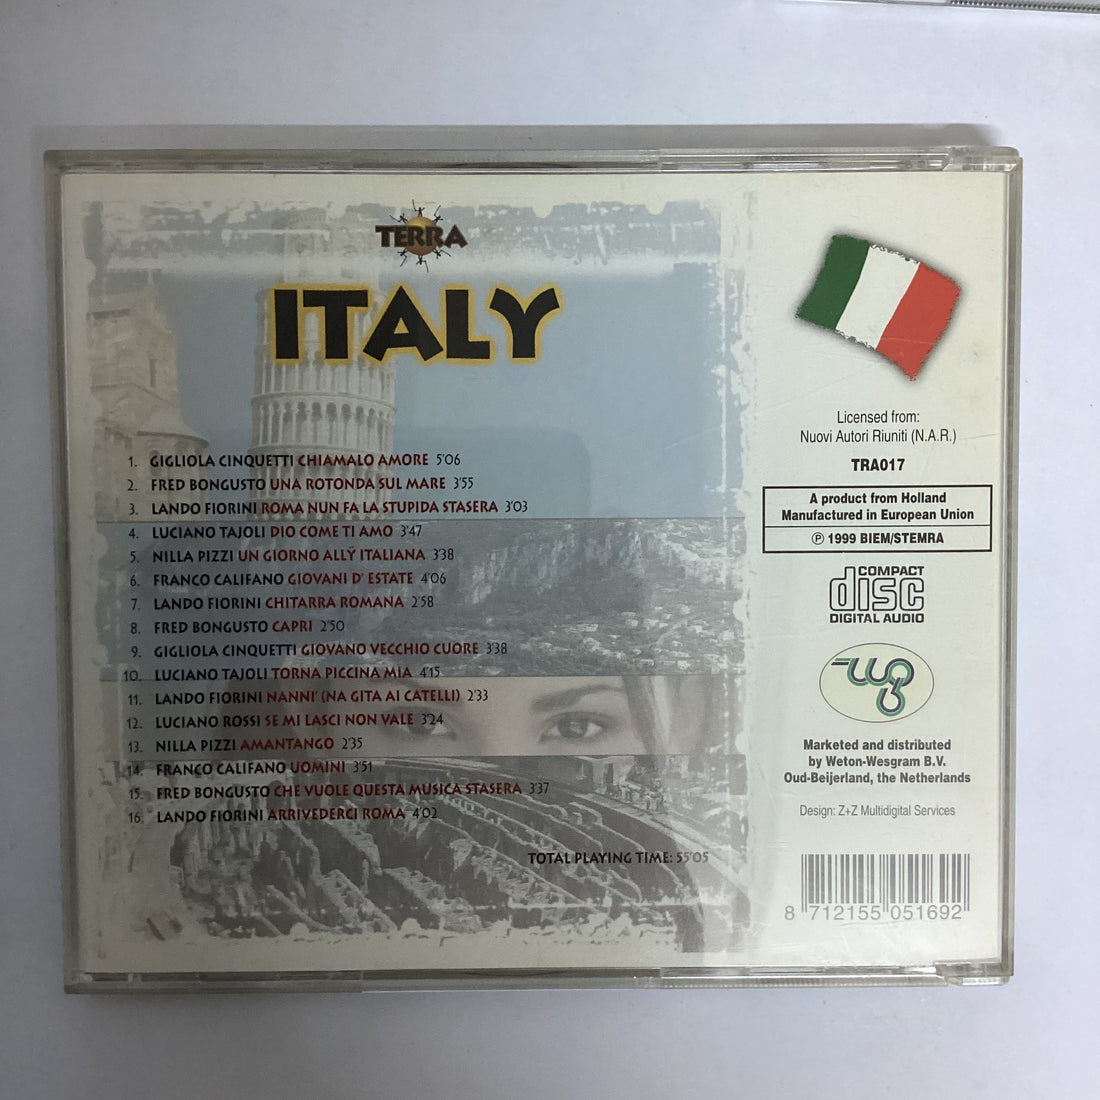 TERRA
ITALY
1. GIGLIOLA CINQUETTI CHIAMALO AMORE 5'06
2. FRED BONGUSTO UNA ROTONDA SUL MARE 3'55
3. LANDO FIORINI ROMA NUN FA LA STUPIDA STASERA 3'03
4. LUCIANO TAJOLI DIO COME TI AMO 3'47
5. NILLA PIZZI UN GIORNO ALLŸ ITALIANA 3'38
6. FRANCO CALIFANO GIOVANI D' ESTATE 4'06
7. LANDO FIORINI CHITARRA ROMANA 2'58
8. FRED BONGUSTO CAPRI 2'50
9. GIGLIOLA CINQUETTI GIOVANO VECCHIO CUORE 3'38
10. LUCIANO TAJOLI TORNA PICCINA MIA 4'15
11. LANDO FIORINI NANNI' (NA GITA AI CATELLI) 2'33
12. LUCIANO ROSSI SE MI LASCI NON VALE 3'24
13. NILLA PIZZI AMANTANGO 2'35
14. FRANCO CALIFANO UOMINI 3'51
15. FRED BONGUSTO CHE VUOLE QUESTA MUSICA STASERA 3'37
16. LANDO FIORINI ARRIVEDERCI ROMA 4'02
TOTAL PLAYING TIME: 55'05
Licensed from:
Nuovi Autori Riuniti (N.A.R.)
TRA017
A product from Holland
Manufactured in European Union
℗ 1999 BIEM/STEMRA
COMPACT
disc
DIGITAL AUDIO
Marketed and distributed
by Weton-Wesgram B.V.
Oud-Beijerland, the Netherlands
Design: Z+Z Multidigital Services
8 712155 051692